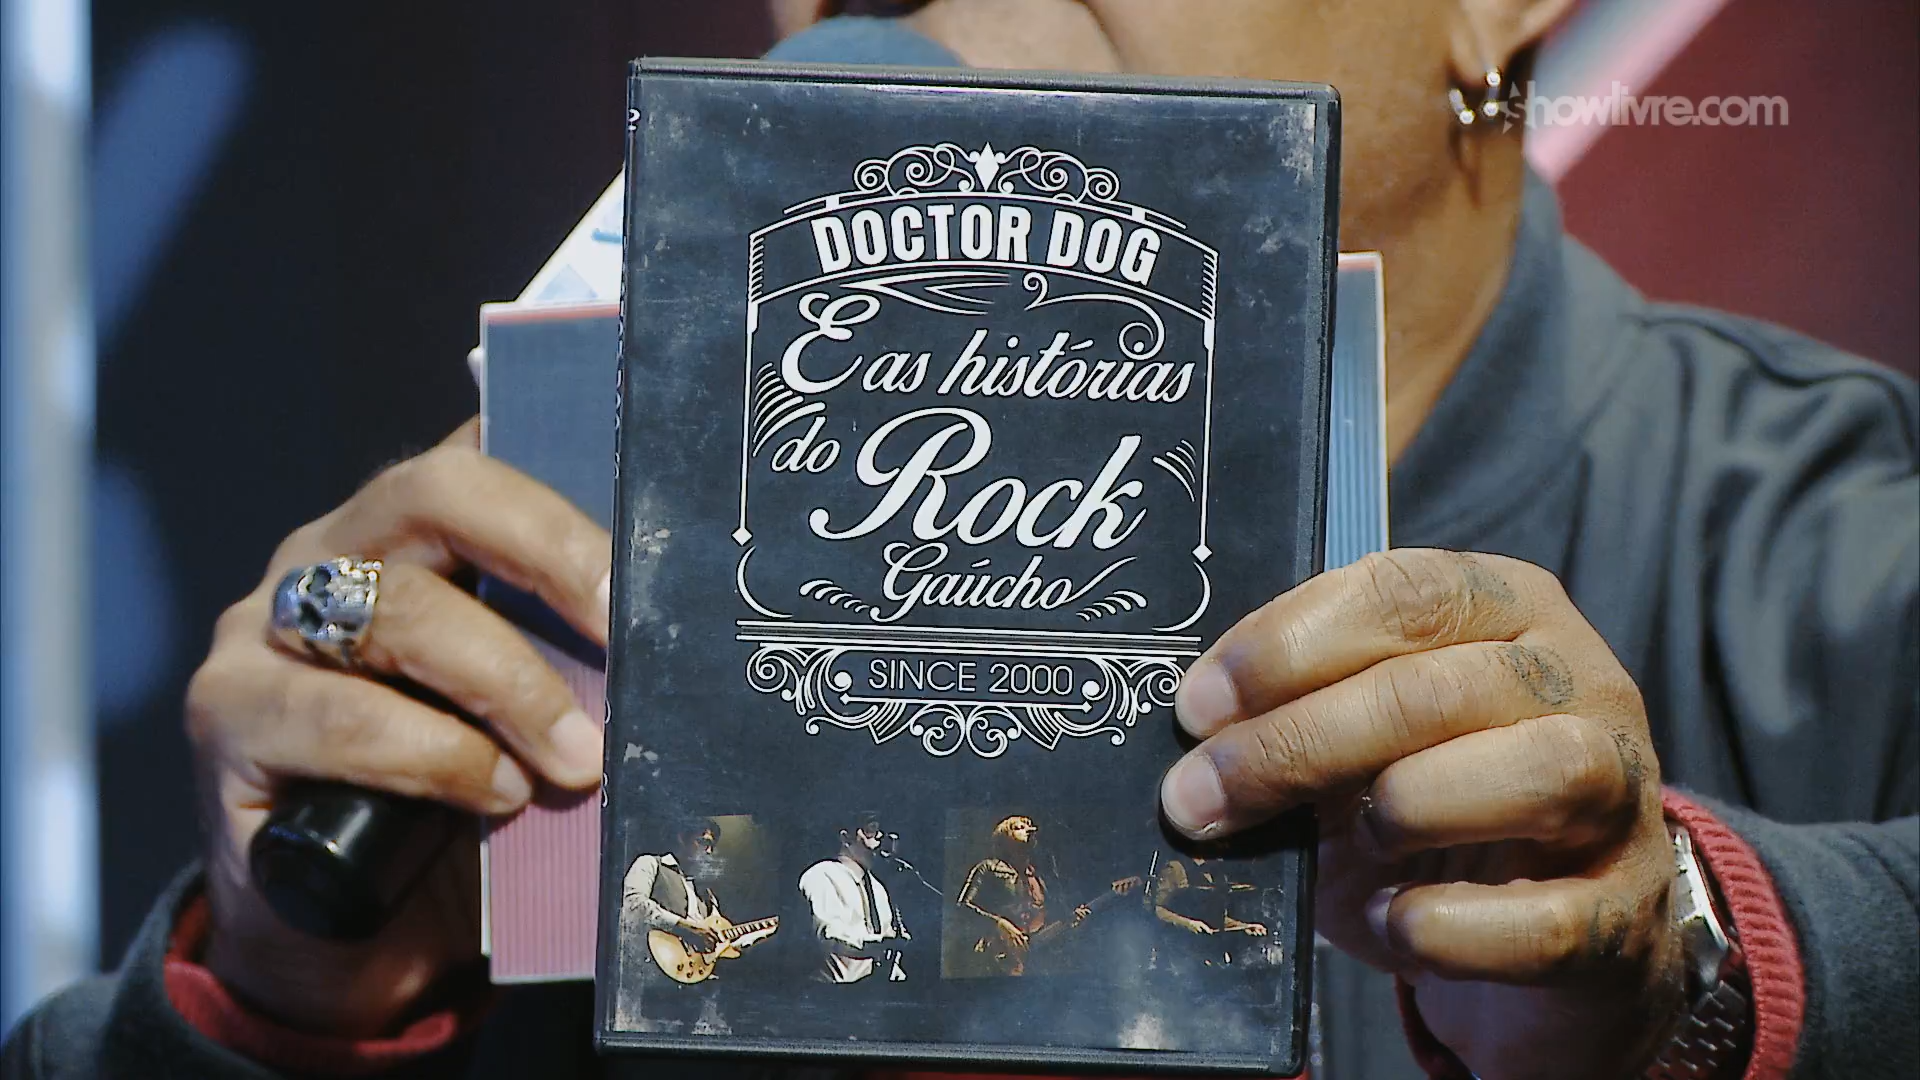 showlivre.com
DOCTOR DOG
E as histórias
do Rock
Gaúcho
SINCE 2000